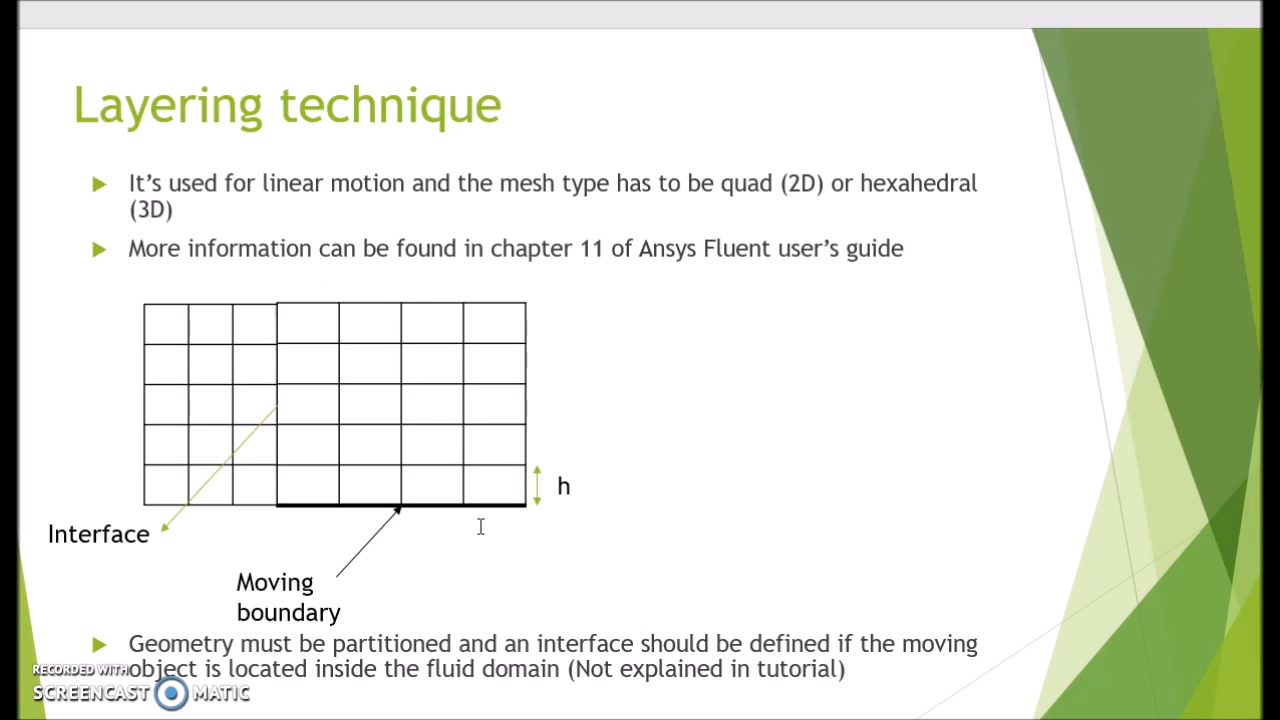 Layering technique
It's used for linear motion and the mesh type has to be quad (2D) or hexahedral
(3D)
More information can be found in chapter 11 of Ansys Fluent user's guide
h
Interface
Moving
boundary
Geometry must be partitioned and an interface should be defined if the moving
object is located inside the fluid domain (Not explained in tutorial)
RECORDED WITH
SCREENCAST MATIC